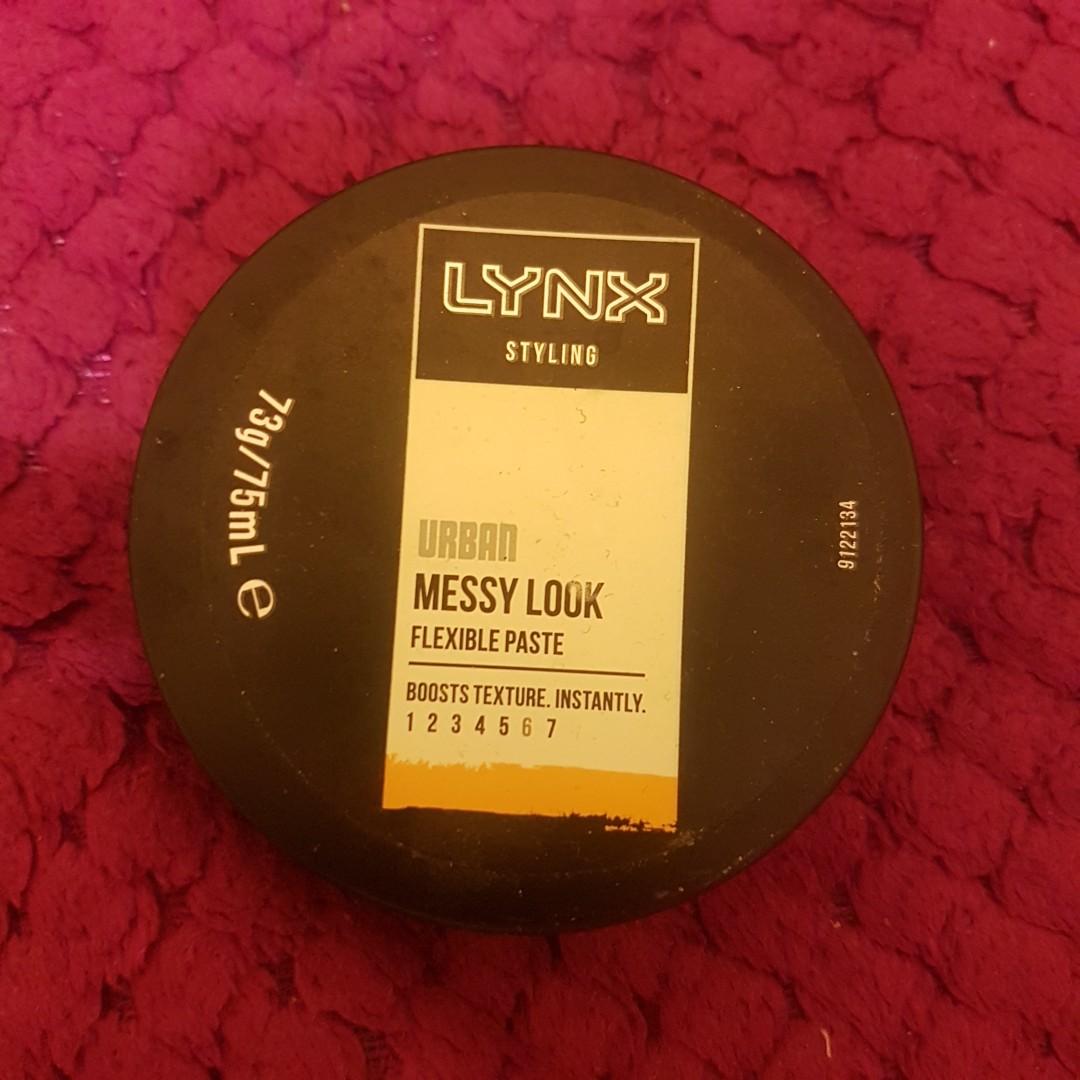 LYNX
STYLING
URBAN
MESSY LOOK
FLEXIBLE PASTE
BOOSTS TEXTURE. INSTANTLY.
1 2 3 4 5 6 7
73g/75mL e
9122134